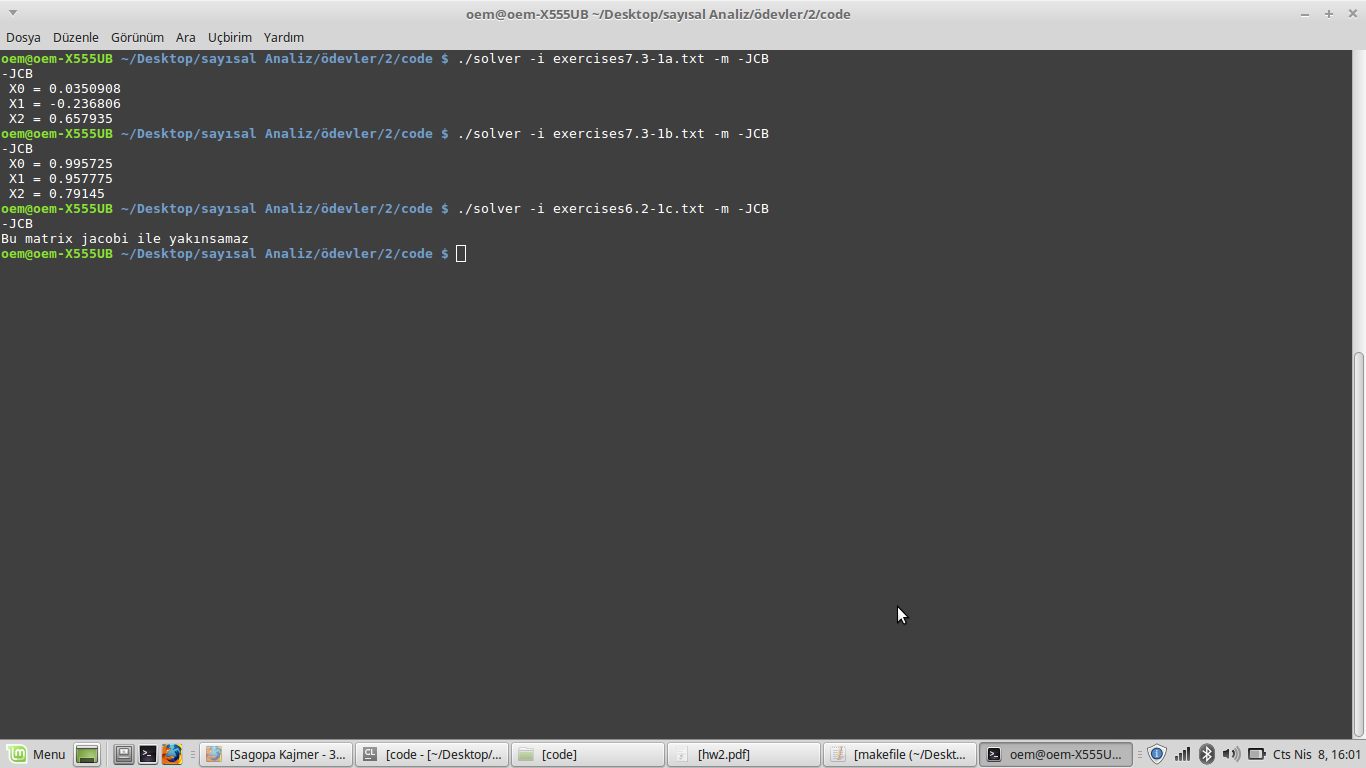 oem@oem-X555UB ~/Desktop/sayısal Analiz/ödevler/2/code
Dosya Düzenle Görünüm Ara Uçbirim Yardım
oem@oem-X555UB ~/Desktop/sayısal Analiz/ödevler/2/code $ ./solver -i exercises7.3-1a.txt -m -JCB
-JCB
X0 = 0.0350908
X1 = -0.236806
X2 = 0.657935
oem@oem-X555UB ~/Desktop/sayısal Analiz/ödevler/2/code $ ./solver -i exercises7.3-1b.txt -m -JCB
-JCB
X0 = 0.995725
X1 = 0.957775
X2 = 0.79145
oem@oem-X555UB ~/Desktop/sayısal Analiz/ödevler/2/code $ ./solver -i exercises6.2-1c.txt -m -JCB
-JCB
Bu matrix jacobi ile yakınsamaz
oem@oem-X555UB ~/Desktop/sayısal Analiz/ödevler/2/code $
Menu [Sagopa Kajmer - 3... CL [code - [~/Desktop/... [code] [hw2.pdf] [makefile (~/Deskt... oem@oem-X555U... Cts Nis 8, 16:01